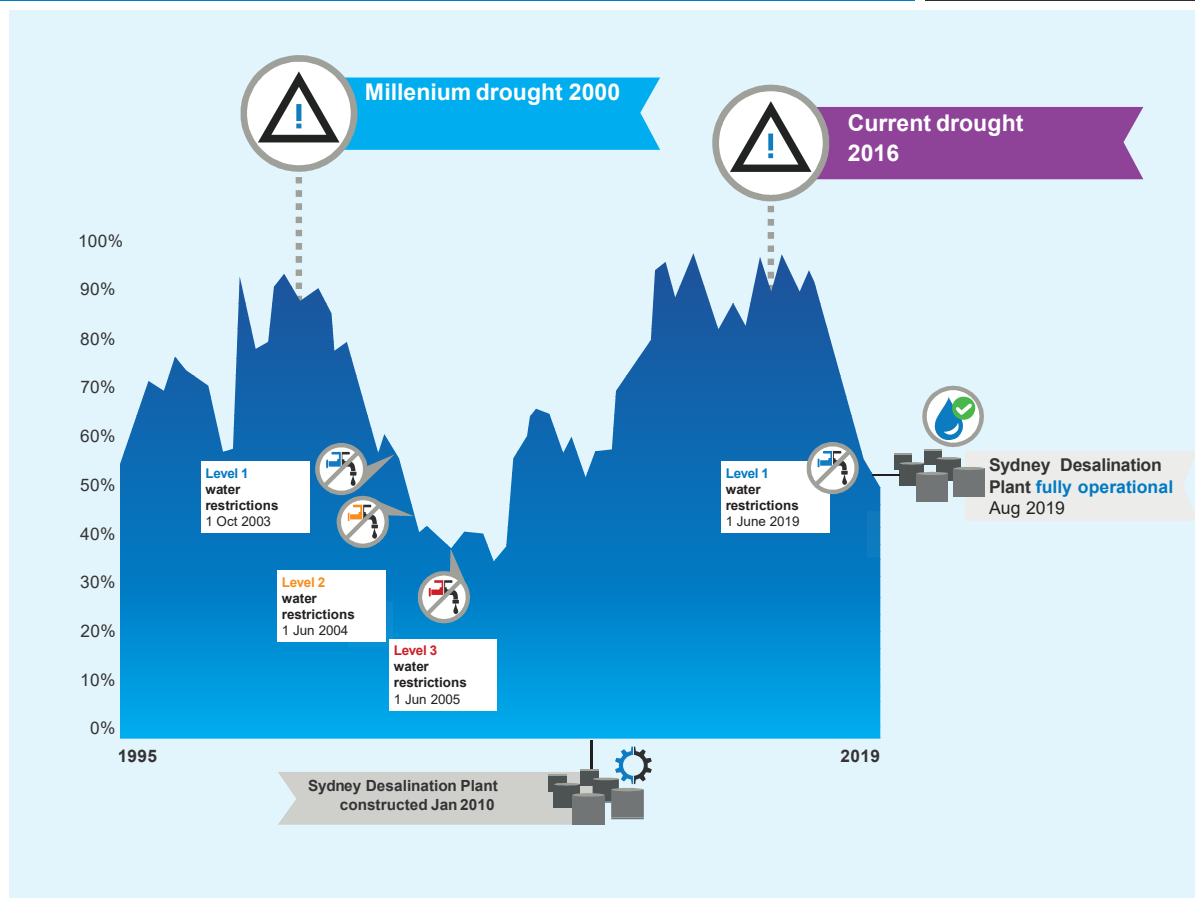 Millenium drought 2000
Current drought
2016
100%
90%
80%
70%
60%
50%
40%
30%
20%
10%
0%
Level 1
water
restrictions
1 Oct 2003
Level 2
water
restrictions
1 Jun 2004
Level 3
water
restrictions
1 Jun 2005
Level 1
water
restrictions
1 June 2019
Sydney Desalination
Plant fully operational
Aug 2019
1995
2019
Sydney Desalination Plant
constructed Jan 2010